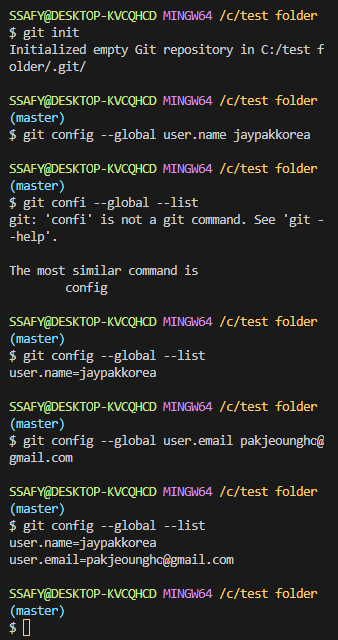 SSAFY@DESKTOP-KVCQHCD MINGW64 /c/test folder
$ git init
Initialized empty Git repository in C:/test f
older/.git/
SSAFY@DESKTOP-KVCQHCD MINGW64 /c/test folder
(master)
$ git config --global user.name jaypakkorea
SSAFY@DESKTOP-KVCQHCD MINGW64 /c/test folder
(master)
$ git confi --global --list
git: 'confi' is not a git command. See 'git -
-help'.
The most similar command is
config
SSAFY@DESKTOP-KVCQHCD MINGW64 /c/test folder
(master)
$ git config --global --list
user.name=jaypakkorea
SSAFY@DESKTOP-KVCQHCD MINGW64 /c/test folder
(master)
$ git config --global user.email pakjeoungho@
gmail.com
SSAFY@DESKTOP-KVCQHCD MINGW64 /c/test folder
(master)
$ git config --global --list
user.name=jaypakkorea
user.email=pakjeoungho@gmail.com
SSAFY@DESKTOP-KVCQHCD MINGW64 /c/test folder
(master)
$